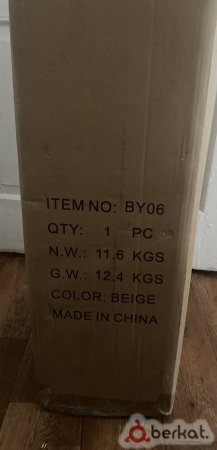 ITEM NO: BY06
QTY: 1 PC
N.W.: 11.6 KGS
G.W.: 12.4 KGS
COLOR: BEIGE
MADE IN CHINA
berkat.